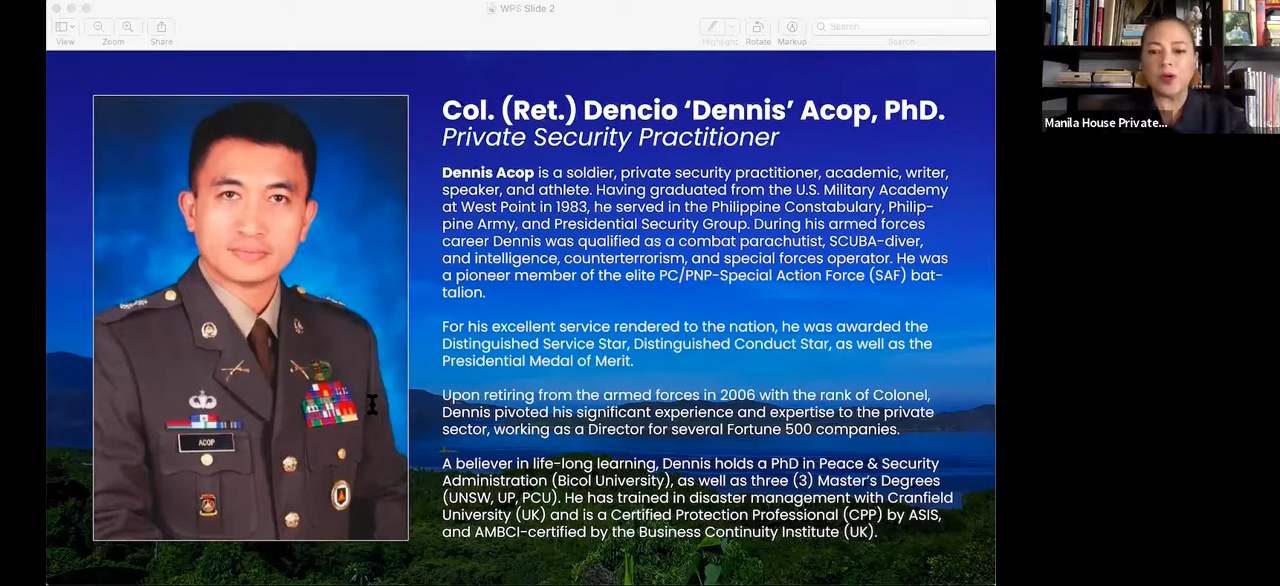 WPS Slide 2
View
Zoom
Share
Highlight
Rotate
Markup
Search
Search
Manila House Private...
Col. (Ret.) Dencio ‘Dennis’ Acop, PhD.
Private Security Practitioner
Dennis Acop is a soldier, private security practitioner, academic, writer,
speaker, and athlete. Having graduated from the U.S. Military Academy
at West Point in 1983, he served in the Philippine Constabulary, Philip-
pine Army, and Presidential Security Group. During his armed forces
career Dennis was qualified as a combat parachutist, SCUBA-diver,
and intelligence, counterterrorism, and special forces operator. He was
a pioneer member of the elite PC/PNP-Special Action Force (SAF) bat-
talion.
For his excellent service rendered to the nation, he was awarded the
Distinguished Service Star, Distinguished Conduct Star, as well as the
Presidential Medal of Merit.
Upon retiring from the armed forces in 2006 with the rank of Colonel,
Dennis pivoted his significant experience and expertise to the private
sector, working as a Director for several Fortune 500 companies.
A believer in life-long learning, Dennis holds a PhD in Peace & Security
Administration (Bicol University), as well as three (3) Master’s Degrees
(UNSW, UP, PCU). He has trained in disaster management with Cranfield
University (UK) and is a Certified Protection Professional (CPP) by ASIS,
and AMBCI-certified by the Business Continuity Institute (UK).
ACOP